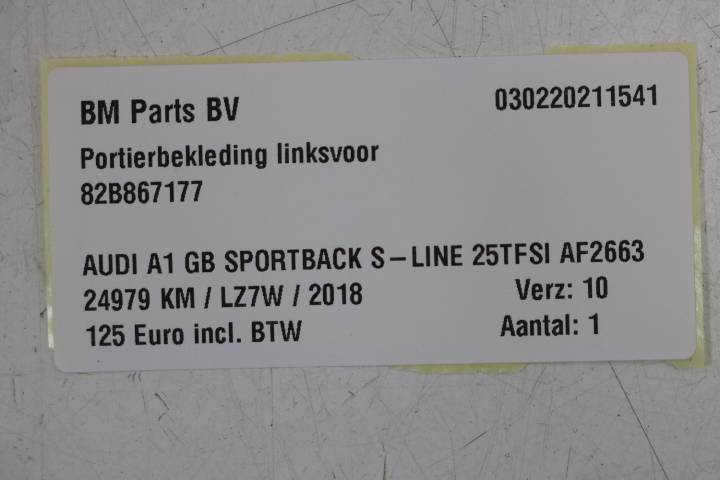 BM Parts BV 030220211541
Portierbekleding linksvoor
82B867177
AUDI A1 GB SPORTBACK S-LINE 25TFSI AF2663
24979 KM / LZ7W / 2018 Verz: 10
125 Euro incl. BTW Aantal: 1